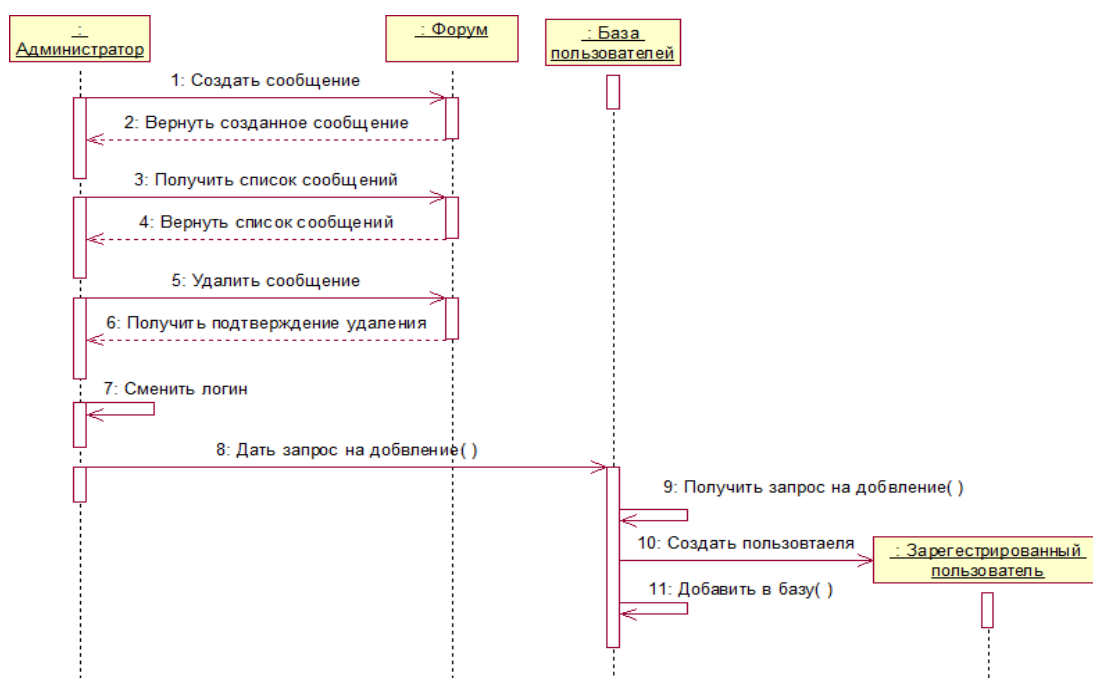 :
Администратор
 : Форум
 : База
пользователей
1: Создать сообщение
2: Вернуть созданное сообщение
3: Получить список сообщений
4: Вернуть список сообщений
5: Удалить сообщение
6: Получить подтверждение удаления
7: Сменить логин
8: Дать запрос на добвление( )
9: Получить запрос на добвление( )
10: Создать пользовтаеля
 : Зарегестрированный
пользователь
11: Добавить в базу( )